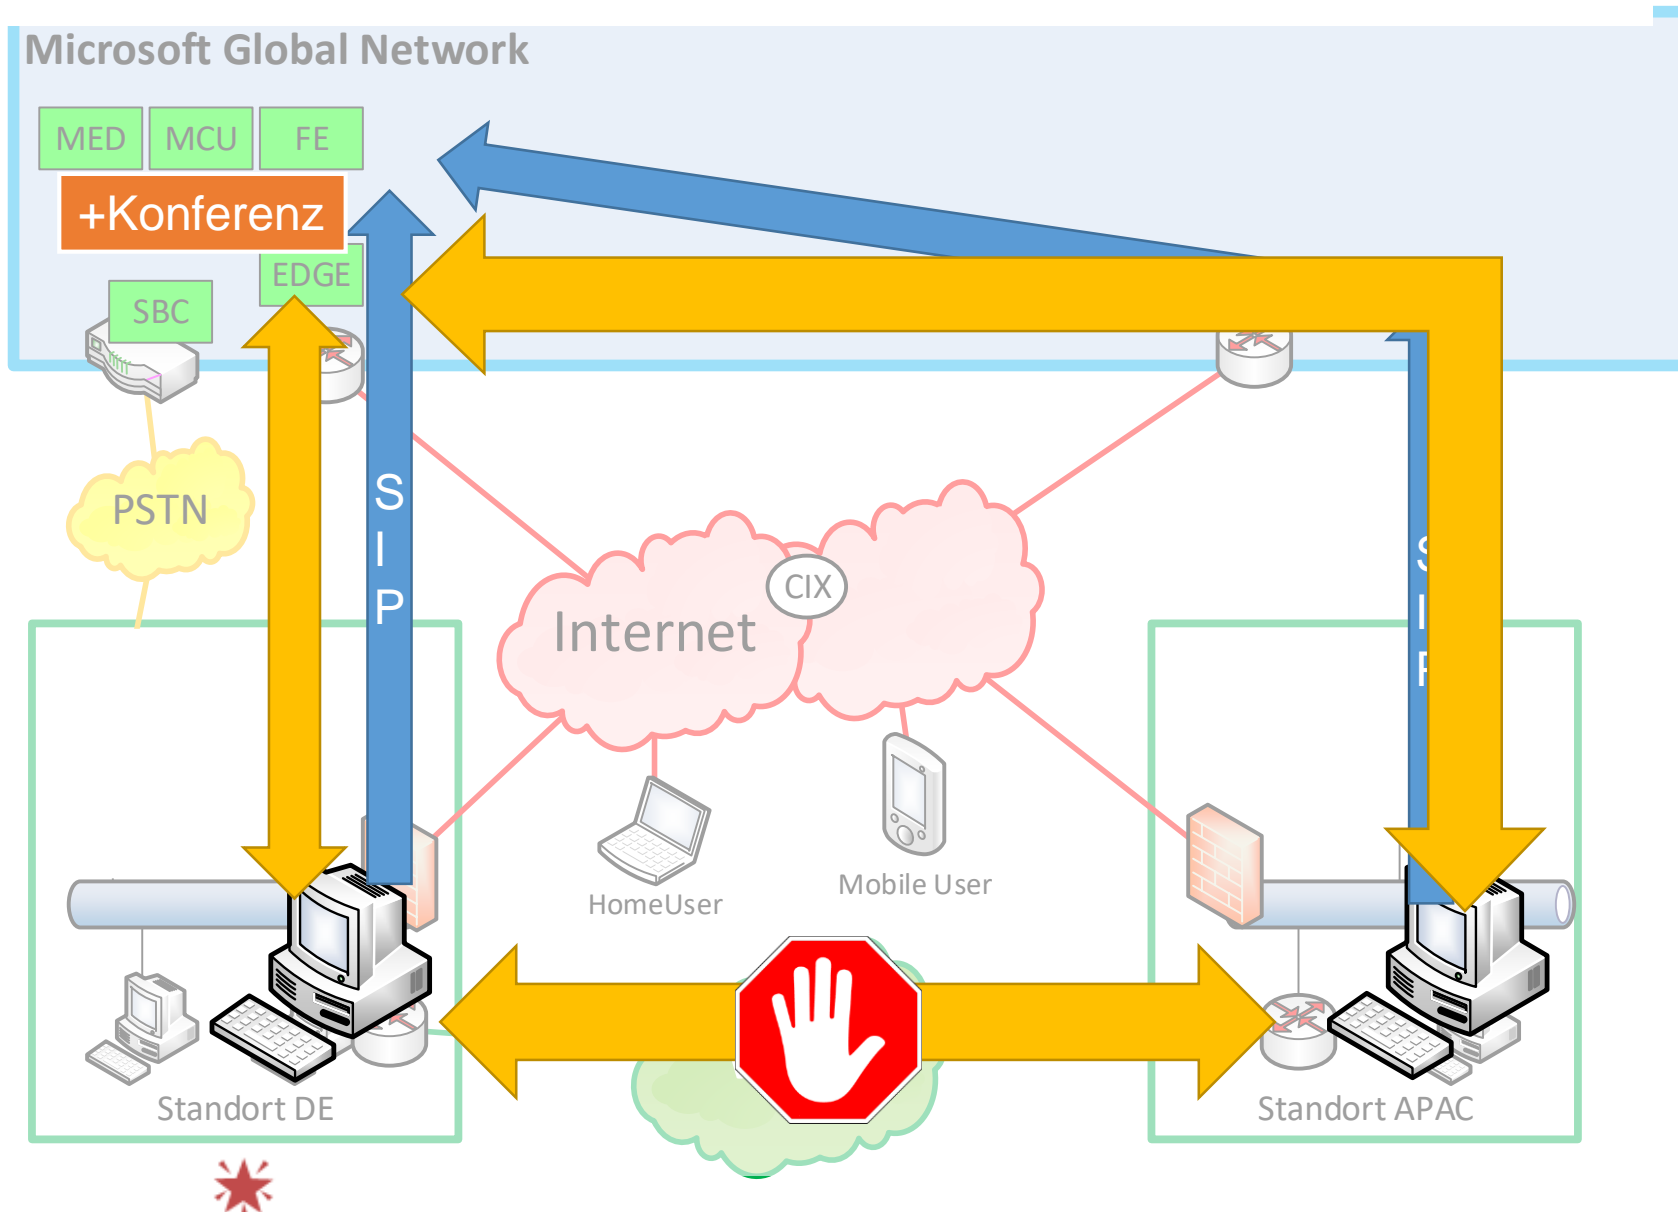 Microsoft Global Network
MED
MCU
FE
+Konferenz
EDGE
SBC
PSTN
S
I
P
CIX
Internet
S
I
HomeUser
Mobile User
Standort DE
Standort APAC